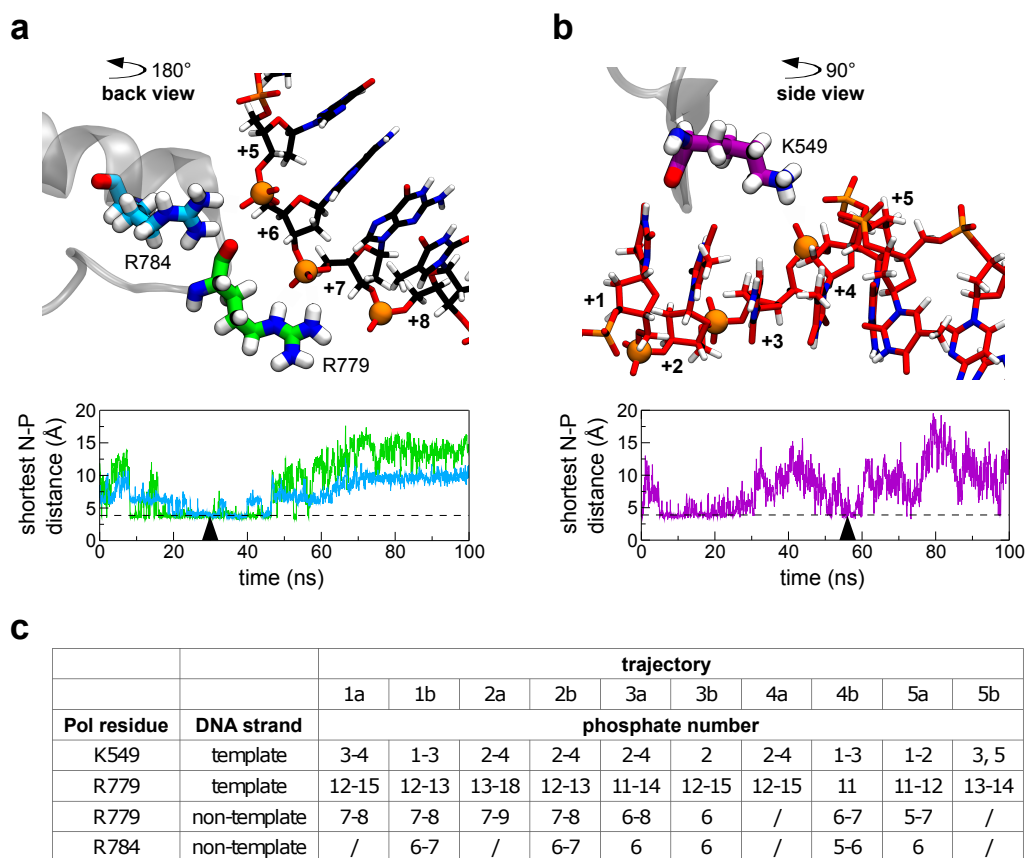 a
180°
back view
+5
+6
+7
+8
R784
R779
20
15
10
5
0
shortest N-P
distance (Å)
0 20 40 60 80 100
time (ns)
b
90°
side view
K549
+5
+1
+4
+3
+2
20
15
10
5
0
shortest N-P
distance (Å)
0 20 40 60 80 100
time (ns)
c
trajectory
1a 1b 2a 2b 3a 3b 4a 4b 5a 5b
Pol residue DNA strand phosphate number
K549 template 3-4 1-3 2-4 2-4 2-4 2 2-4 1-3 1-2 3, 5
R779 template 12-15 12-13 13-18 12-13 11-14 12-15 12-15 11 11-12 13-14
R779 non-template 7-8 7-8 7-9 7-8 6-8 6 / 6-7 5-7 /
R784 non-template / 6-7 / 6-7 6 6 / 5-6 6 /